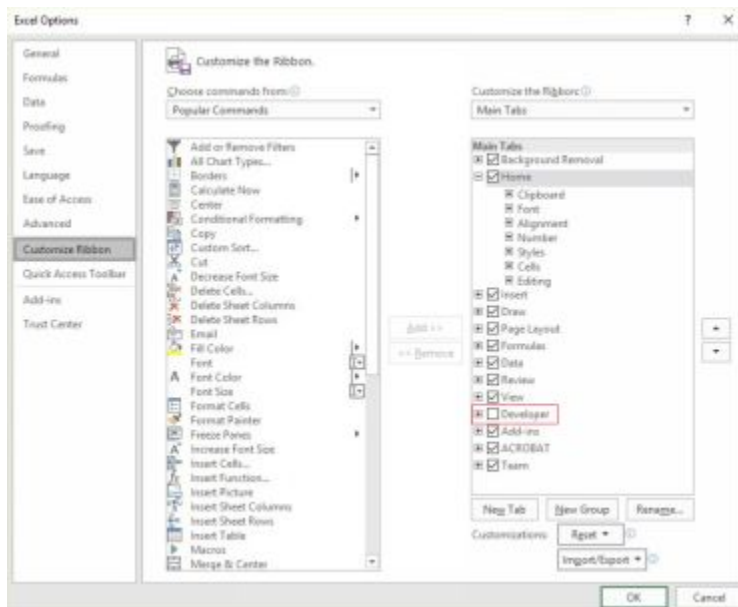 Excel Options
General
Formulas
Data
Proofing
Save
Language
Ease of Access
Advanced
Customize Ribbon
Quick Access Toolbar
Add-ins
Trust Center
Customize the Ribbon.
Choose commands from:
Popular Commands
Add or Remove Filters
All Chart Types...
Borders
Calculate Now
Center
Conditional Formatting
Copy
Custom Sort...
Cut
Decrease Font Size
Delete Cells...
Delete Sheet Columns
Delete Sheet Rows
Email
Fill Color
Font
Font Color
Font Size
Format Cells
Format Painter
Freeze Panes
Increase Font Size
Insert Cells...
Insert Function...
Insert Picture
Insert Sheet Columns
Insert Sheet Rows
Insert Table
Macros
Merge & Center
Add >>
<< Remove
Customize the Ribbon:
Main Tabs
Main Tabs
Background Removal
Home
Clipboard
Font
Alignment
Number
Styles
Cells
Editing
Insert
Draw
Page Layout
Formulas
Data
Review
View
Developer
Add-ins
ACROBAT
Team
New Tab
New Group
Rename...
Customizations:
Reset
Import/Export
OK
Cancel